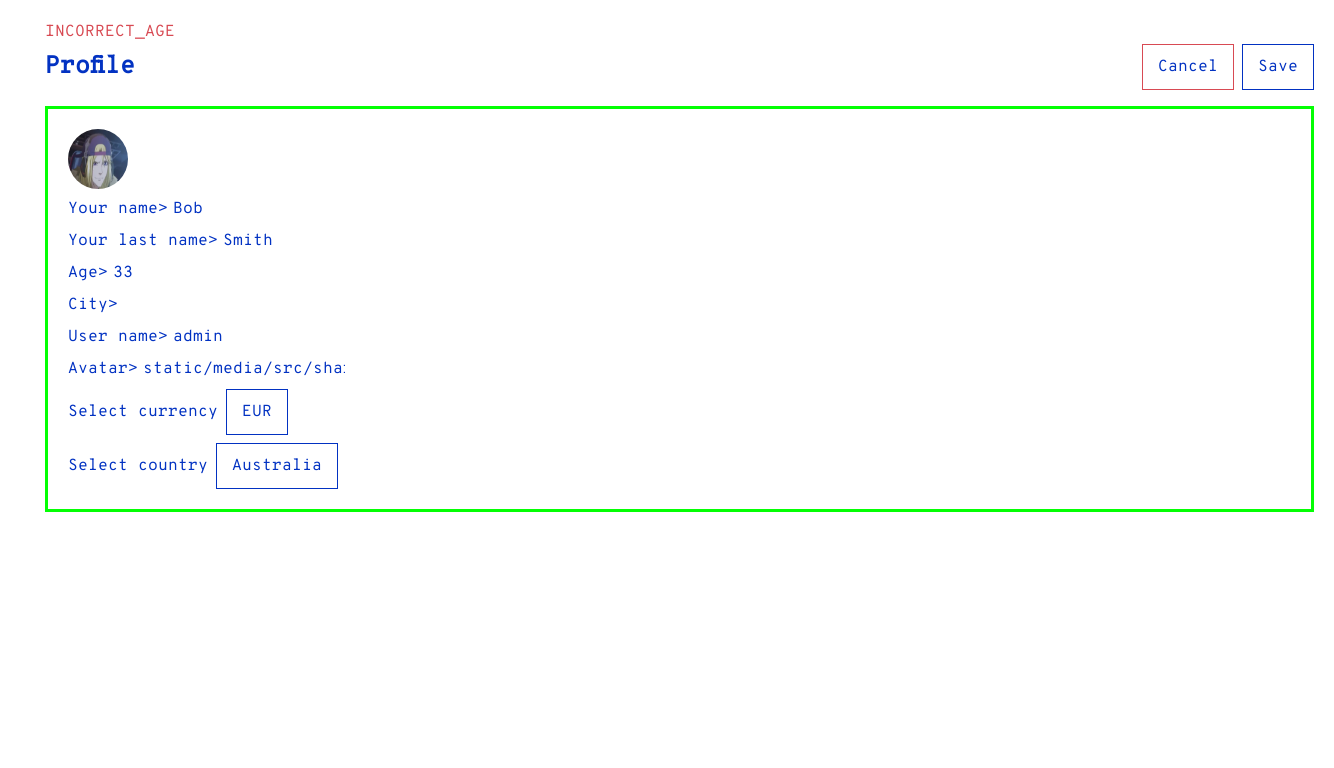 INCORRECT_AGE
Profile
Cancel
Save
Your name> Bob
Your last name> Smith
Age> 33
City>
User name> admin
Avatar> static/media/src/sha
Select currency EUR
Select country Australia